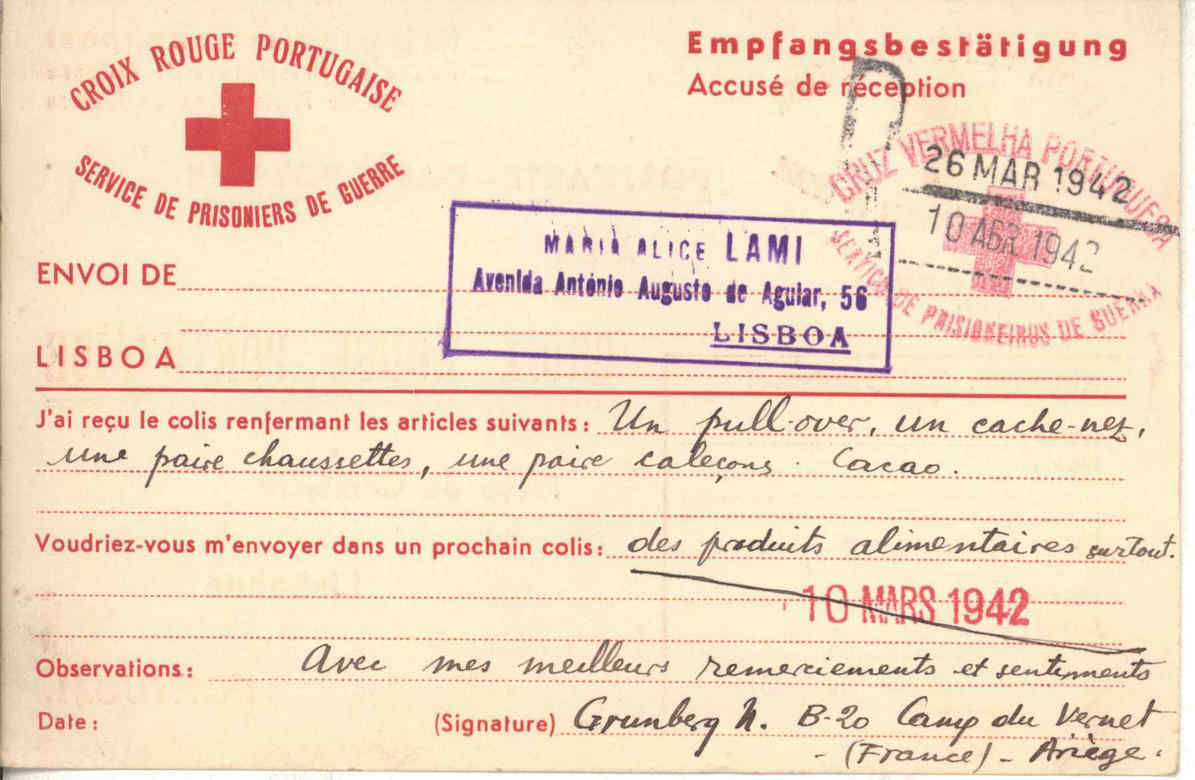 CROIX ROUGE PORTUGAISE
SERVICE DE PRISONIERS DE GUERRE
Empfangsbestätigung
Accusé de réception
CRUZ VERMELHA PORTUGUESA
26 MAR 1942
10 ABR 1942
SERVIÇO DE PRISIONEIROS DE GUERRA
ENVOI DE
MARIA ALICE LAMI
Avenida António Augusto de Aguiar, 56
LISBOA
LISBOA
J'ai reçu le colis renfermant les articles suivants: Un pull-over, un cache-nez,
une paire chaussettes, une paire caleçons. Cacao.
Voudriez-vous m'envoyer dans un prochain colis: des produits alimentaires surtout.
10 MARS 1942
Observations: Avec mes meilleurs remerciements et sentiments
Date: (Signature) Grunberg N. B-20 Camp du Vernet
- (France) - Ariège.